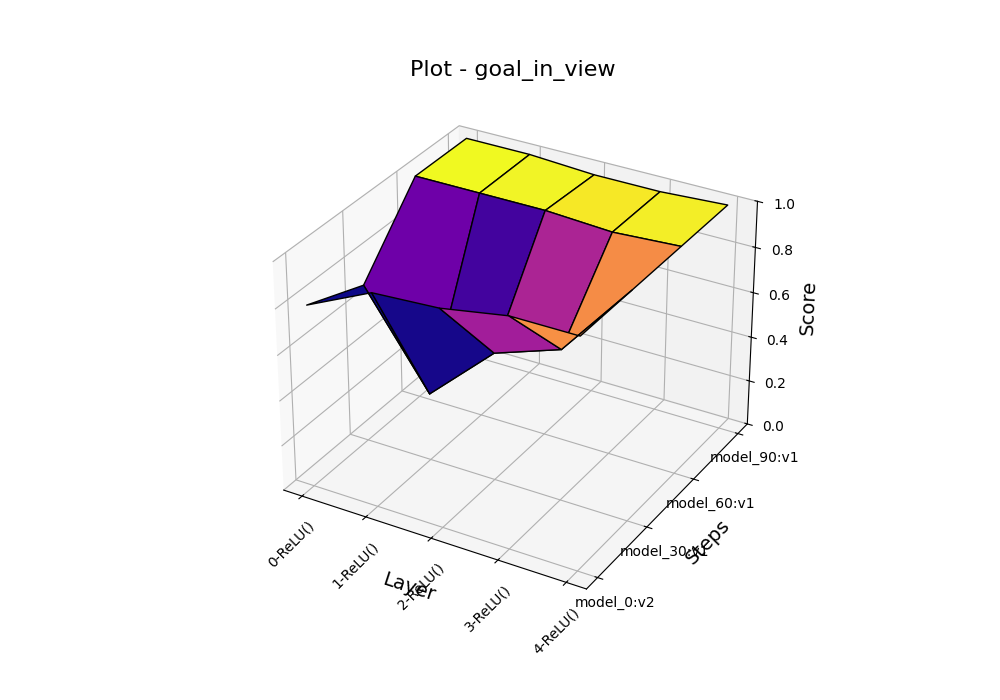 Plot - goal_in_view
1.0
0.8
0.6
0.4
0.2
0.0
Score
model_90:v1
model_60:v1
model_30:v1
model_0:v2
Steps
0-ReLU()
1-ReLU()
2-ReLU()
3-ReLU()
4-ReLU()
Layer